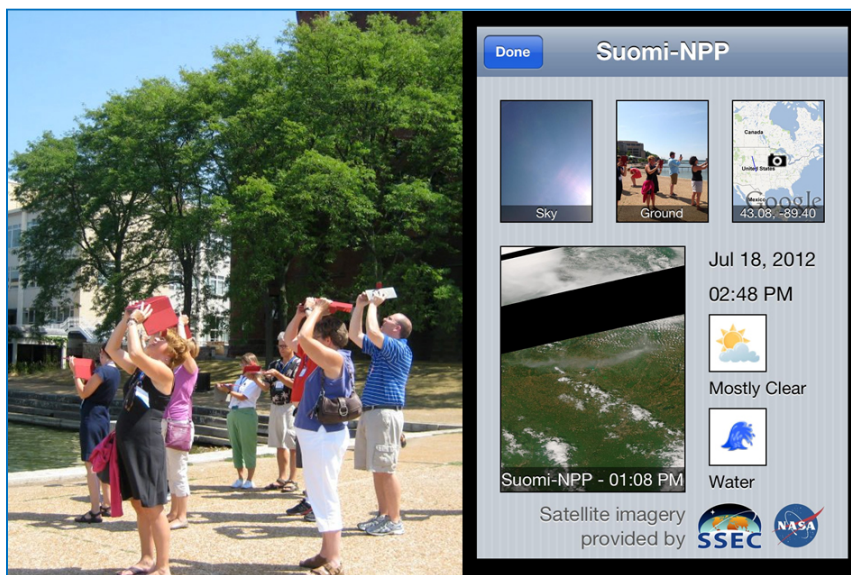 Done
Suomi-NPP
Canada
United States
Mexico
Google
Sky
Ground
43.08, -89.40
Jul 18, 2012
02:48 PM
Mostly Clear
Suomi-NPP - 01:08 PM
Water
Satellite imagery
provided by
SSEC
NASA